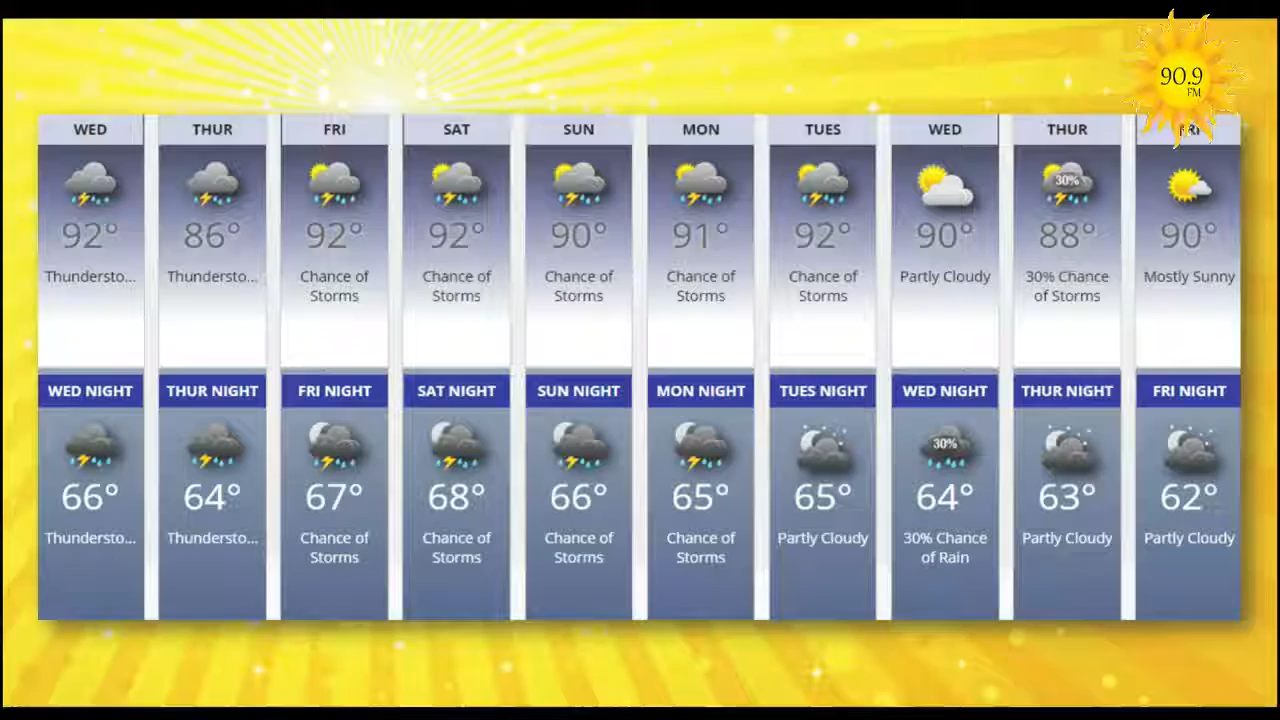 90.9
FM
WED THUR FRI SAT SUN MON TUES WED THUR FRI
30%
92° 86° 92° 92° 90° 91° 92° 90° 88° 90°
Thundersto... Thundersto... Chance of Chance of Chance of Chance of Chance of Partly Cloudy 30% Chance Mostly Sunny
Storms Storms Storms Storms Storms of Storms
WED NIGHT THUR NIGHT FRI NIGHT SAT NIGHT SUN NIGHT MON NIGHT TUES NIGHT WED NIGHT THUR NIGHT FRI NIGHT
30%
66° 64° 67° 68° 66° 65° 65° 64° 63° 62°
Thundersto... Thundersto... Chance of Chance of Chance of Chance of Partly Cloudy 30% Chance Partly Cloudy Partly Cloudy
Storms Storms Storms Storms of Rain